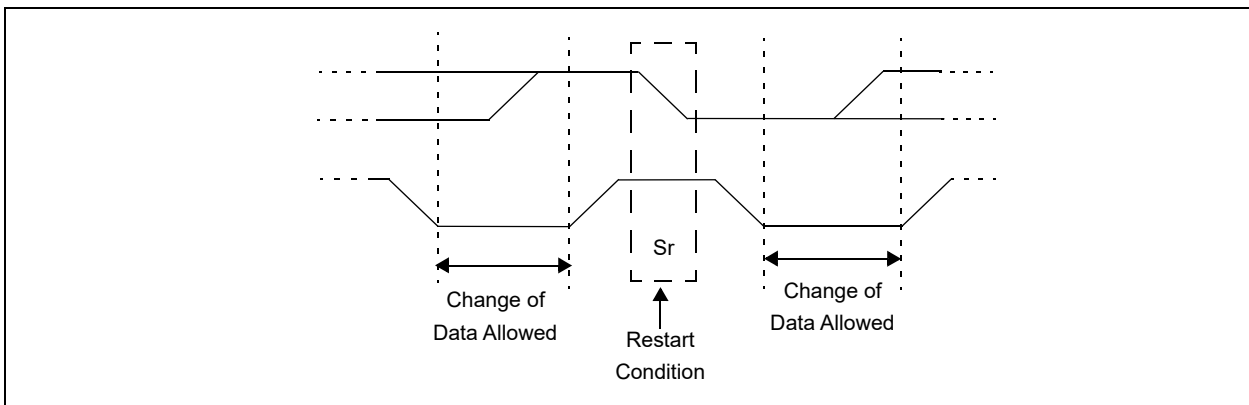 Sr
Change of
Data Allowed
Restart
Condition
Change of
Data Allowed